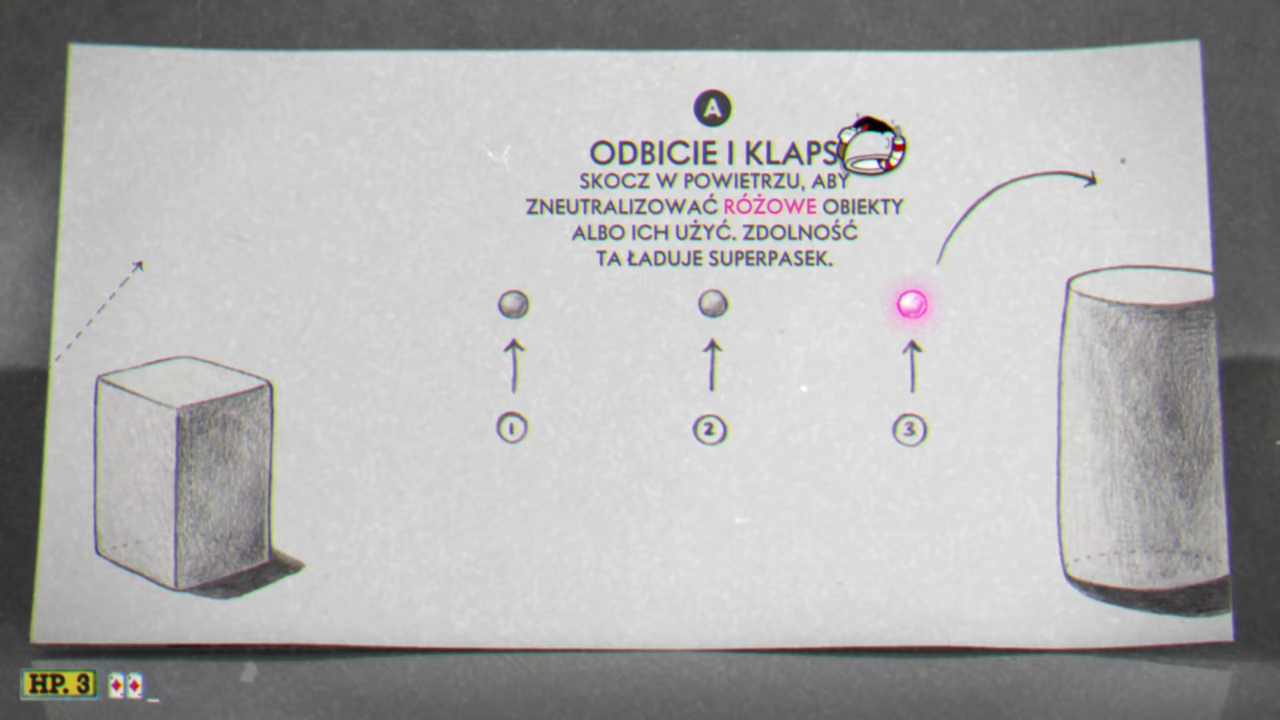 A
ODBICIE I KLAPS
SKOCZ W POWIETRZU, ABY
ZNEUTRALIZOWAĆ RÓŻOWE OBIEKTY
ALBO ICH UŻYĆ. ZDOLNOŚĆ
TA ŁADUJE SUPERPASEK.
1 2 3
HP. 3